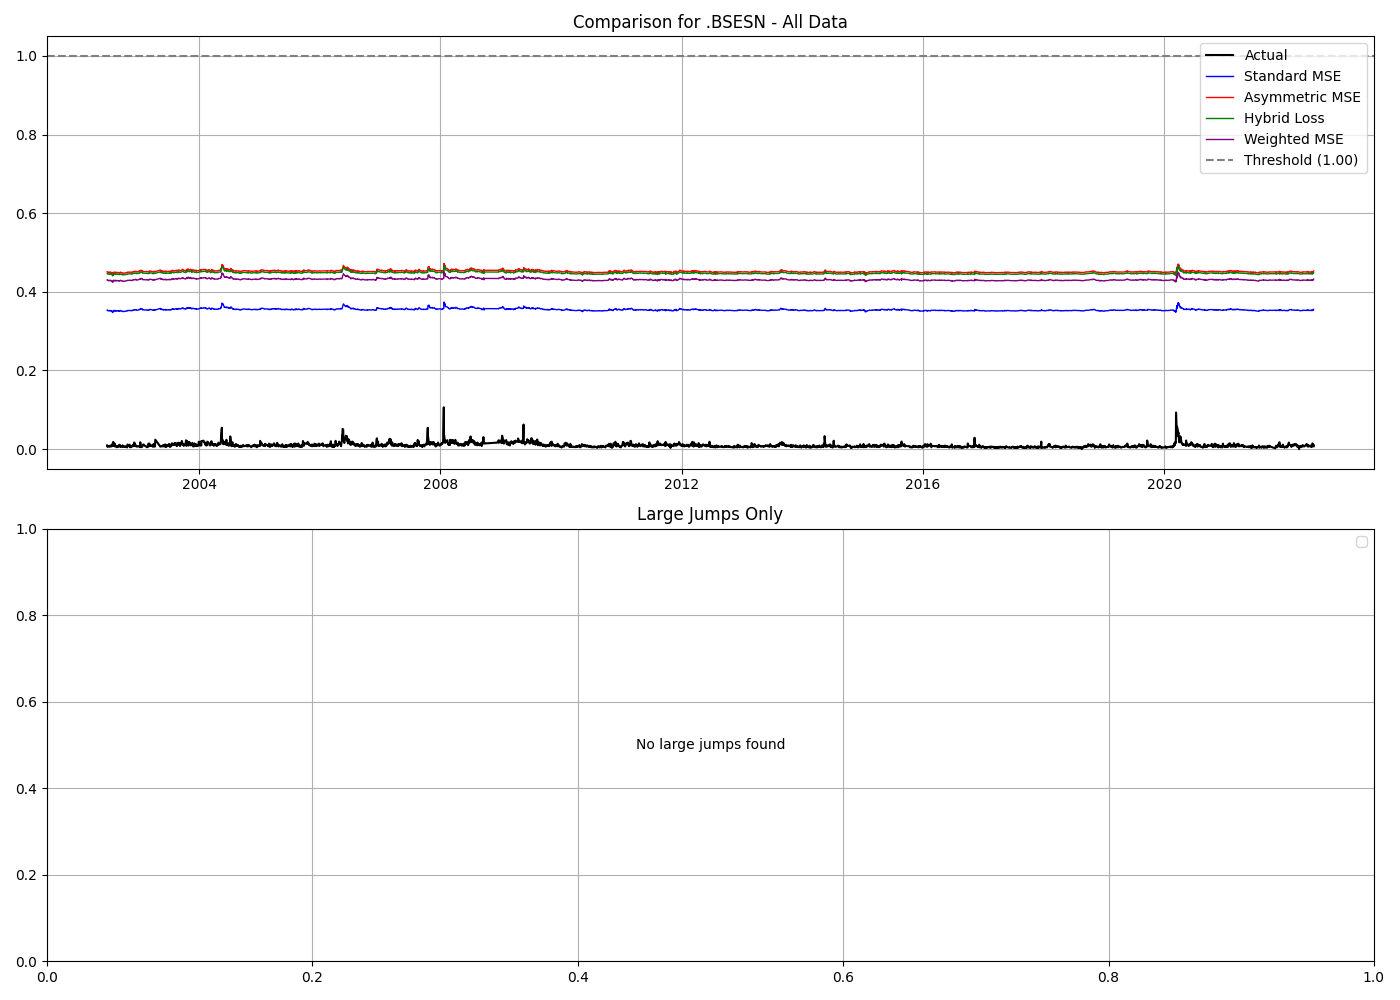 Comparison for .BSESN - All Data
1.0
0.8
0.6
0.4
0.2
0.0
Actual
Standard MSE
Asymmetric MSE
Hybrid Loss
Weighted MSE
Threshold (1.00)
2004 2008 2012 2016 2020
Large Jumps Only
1.0
0.8
0.6
0.4
0.2
0.0
No large jumps found
0.0 0.2 0.4 0.6 0.8 1.0